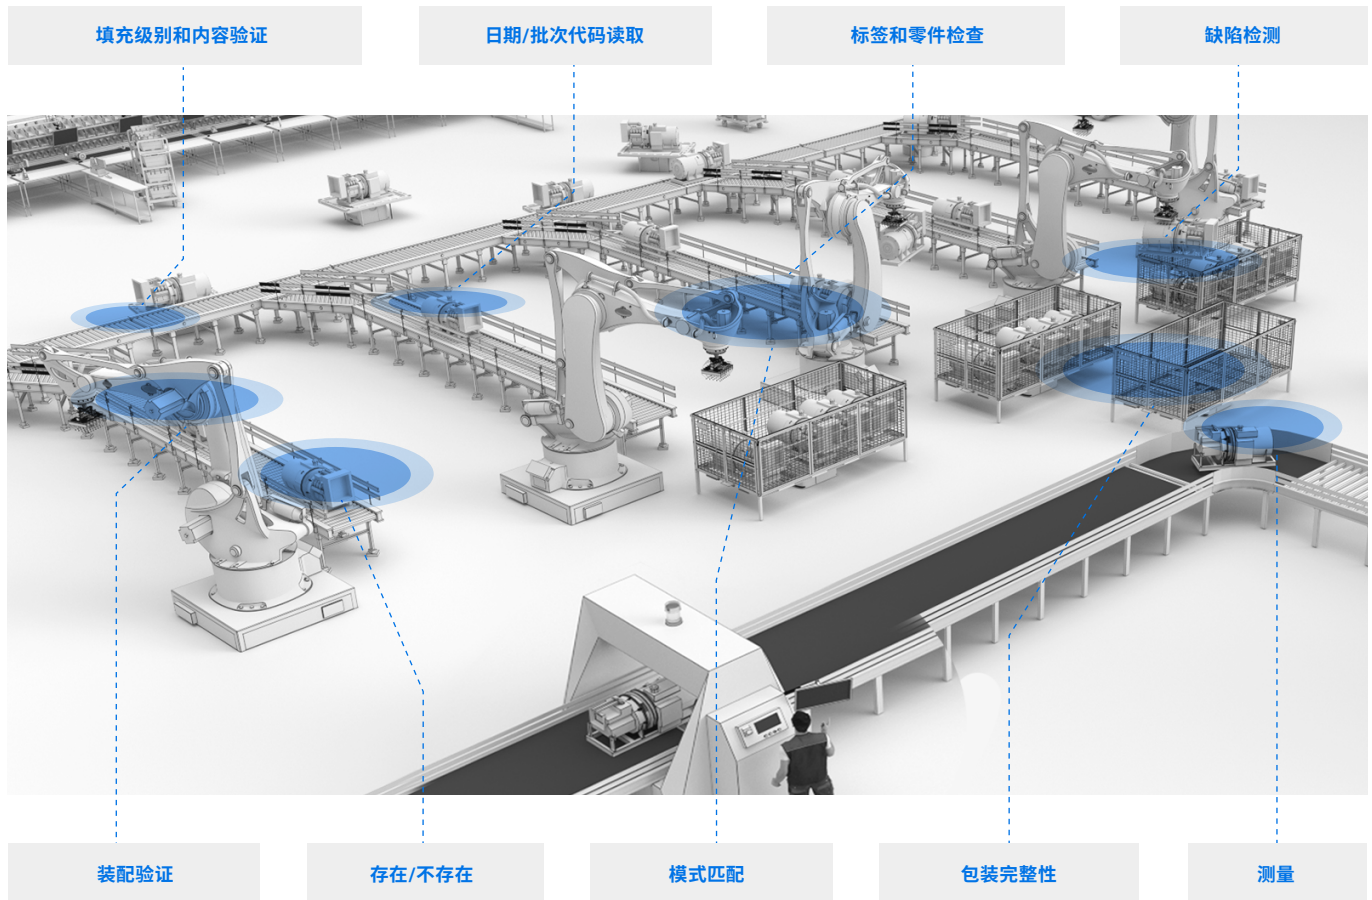 填充级别和内容验证
日期/批次代码读取
标签和零件检查
缺陷检测
装配验证
存在/不存在
模式匹配
包装完整性
测量